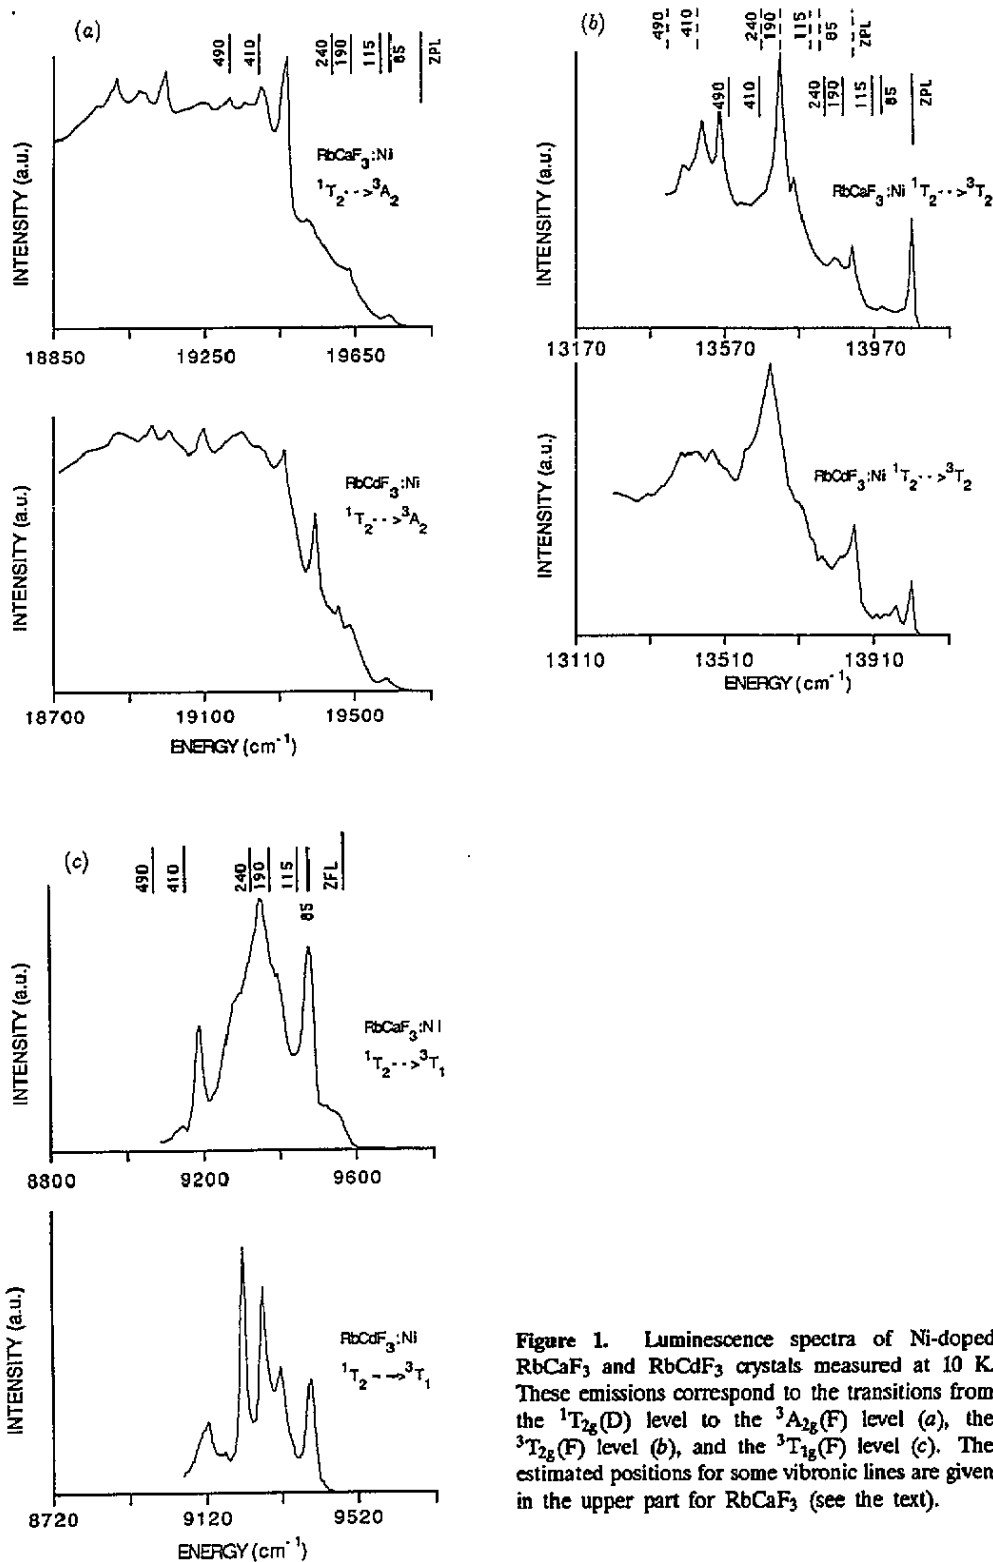 (a)
490 410 240 190 115 85 ZPL
INTENSITY (a.u.)
RbCaF3:Ni
1T2-->3A2
18850 19250 19650
INTENSITY (a.u.)
RbCdF3:Ni
1T2-->3A2
18700 19100 19500
ENERGY (cm-1)
(b)
490 410 240 190 115 85 ZPL
490 410 240 190 115 85 ZPL
INTENSITY (a.u.)
RbCaF3:Ni 1T2-->3T2
13170 13570 13970
INTENSITY (a.u.)
RbCdF3:Ni 1T2-->3T2
13110 13510 13910
ENERGY (cm-1)
(c)
490 410 240 190 115 85 ZFL
INTENSITY (a.u.)
RbCaF3:Ni
1T2-->3T1
8800 9200 9600
INTENSITY (a.u.)
RbCdF3:Ni
1T2-->3T1
8720 9120 9520
ENERGY (cm-1)
Figure 1. Luminescence spectra of Ni-doped
RbCaF3 and RbCdF3 crystals measured at 10 K.
These emissions correspond to the transitions from
the 1T2g(D) level to the 3A2g(F) level (a), the
3T2g(F) level (b), and the 3T1g(F) level (c). The
estimated positions for some vibronic lines are given
in the upper part for RbCaF3 (see the text).